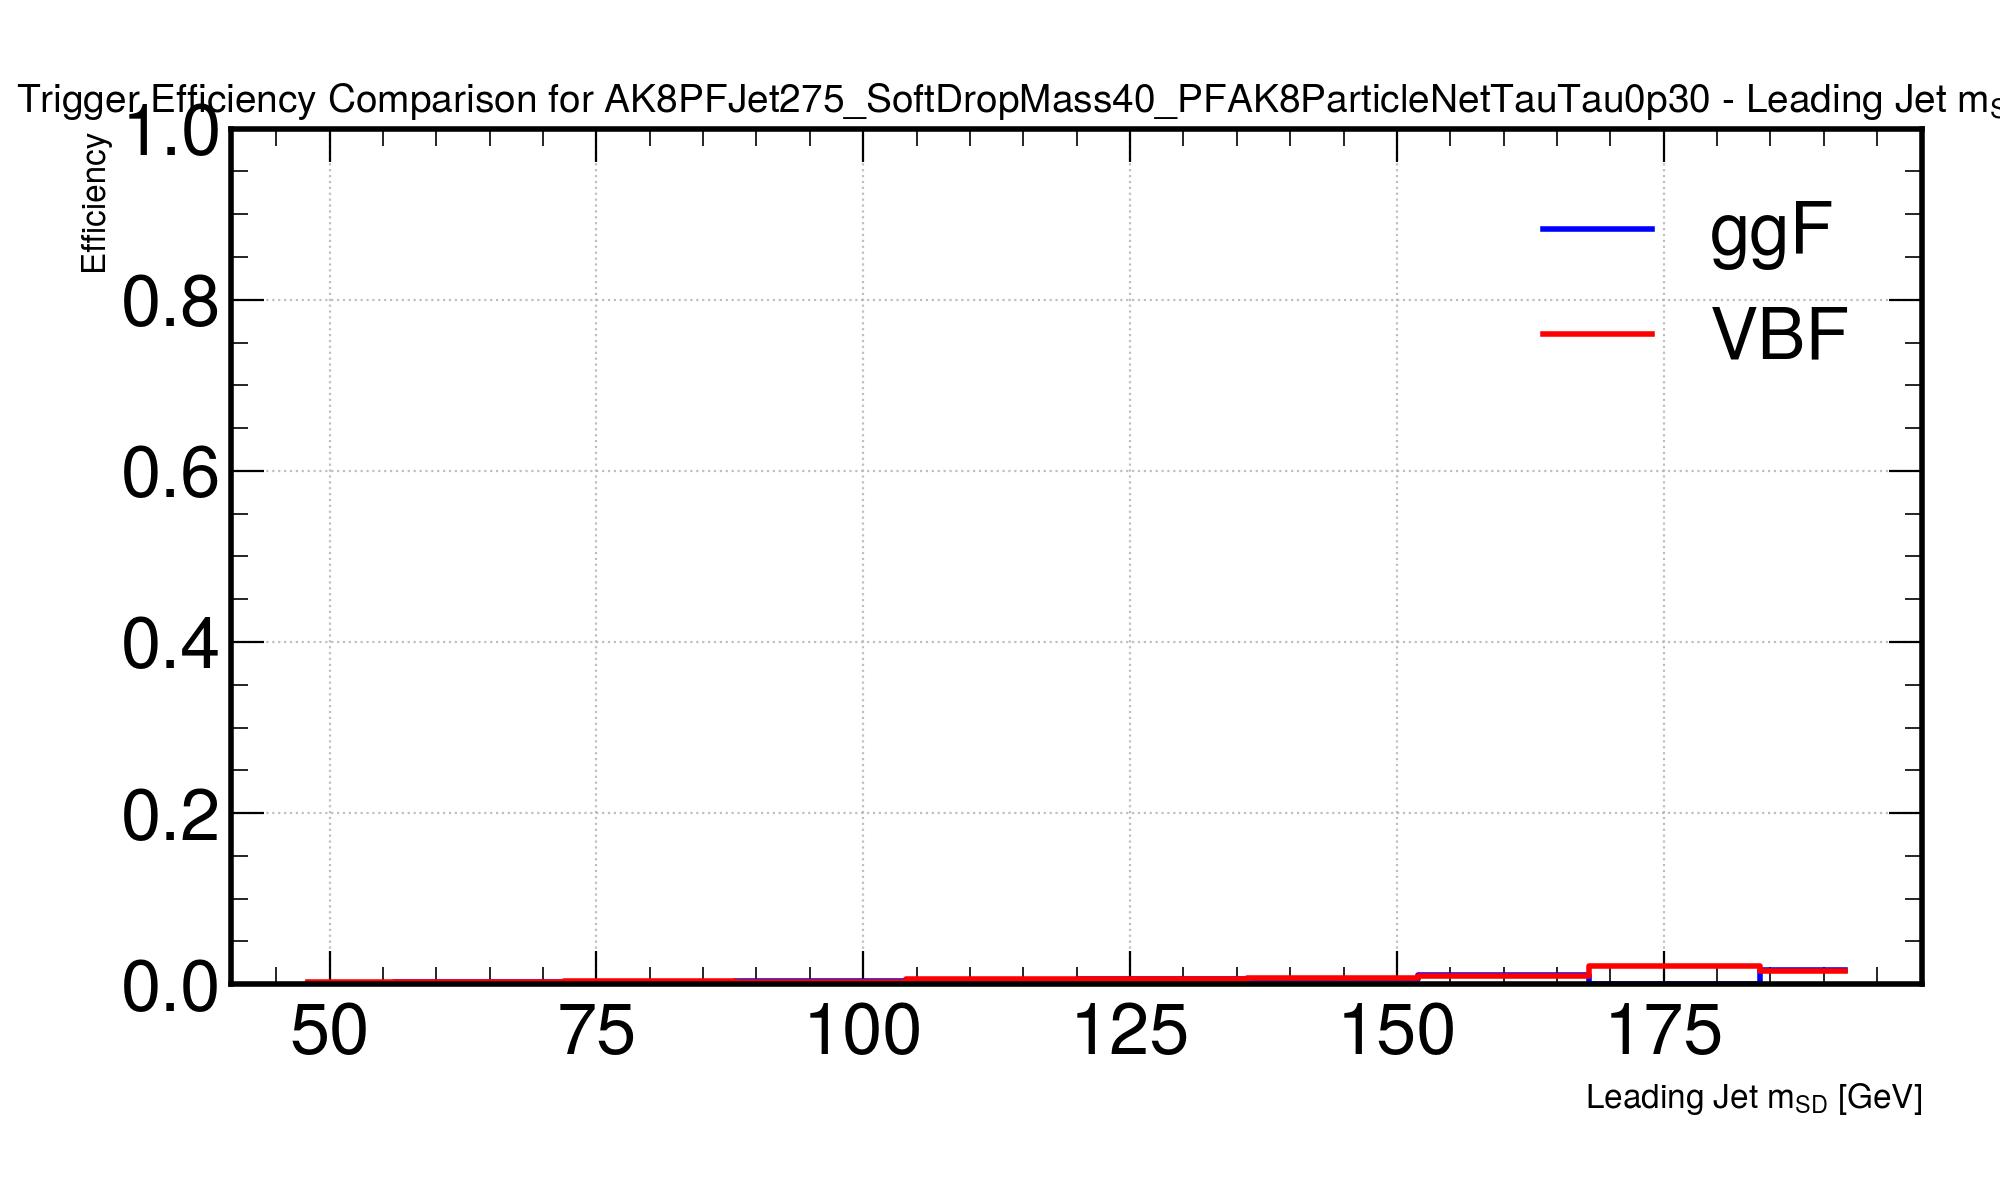 Trigger Efficiency Comparison for AK8PFJet275_SoftDropMass40_PFAK8ParticleNetTauTau0p30 - Leading Jet mS
Efficiency
1.0
0.8
0.6
0.4
0.2
0.0
ggF
VBF
50 75 100 125 150 175
Leading Jet mSD [GeV]